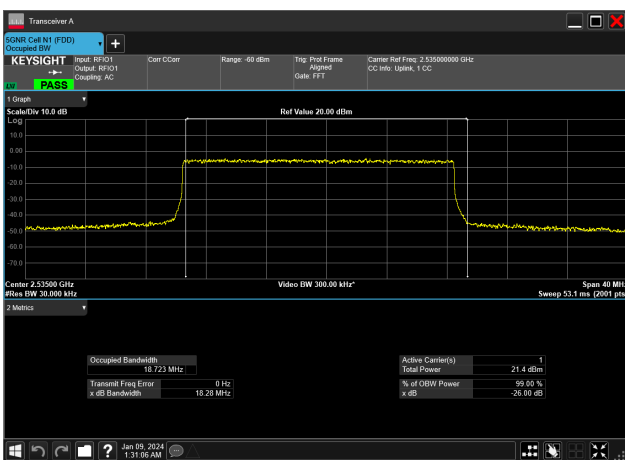 Transceiver A
5GNR Cell N1 (FDD)
Occupied BW
KEYSIGHT
PASS
Input: RFIO1
Output: RFIO1
Coupling: AC
Corr CCorr
Range: -60 dBm
Trig: Prot Frame
Aligned
Gate: FFT
Carrier Ref Freq: 2.535000000 GHz
CC Info: Uplink, 1 CC
1 Graph
Scale/Div 10.0 dB
Ref Value 20.00 dBm
Log
10.0
0.00
-10.0
-20.0
-30.0
-40.0
-50.0
-60.0
-70.0
Center 2.53500 GHz
Video BW 300.00 kHz*
Span 40 MHz
#Res BW 30.000 kHz
Sweep 53.1 ms (2001 pts
2 Metrics
Occupied Bandwidth
18.723 MHz
Active Carrier(s) 1
Total Power 21.4 dBm
Transmit Freq Error 0 Hz
x dB Bandwidth 18.28 MHz
% of OBW Power 99.00 %
x dB -26.00 dB
Jan 09, 2024
1:31:06 AM